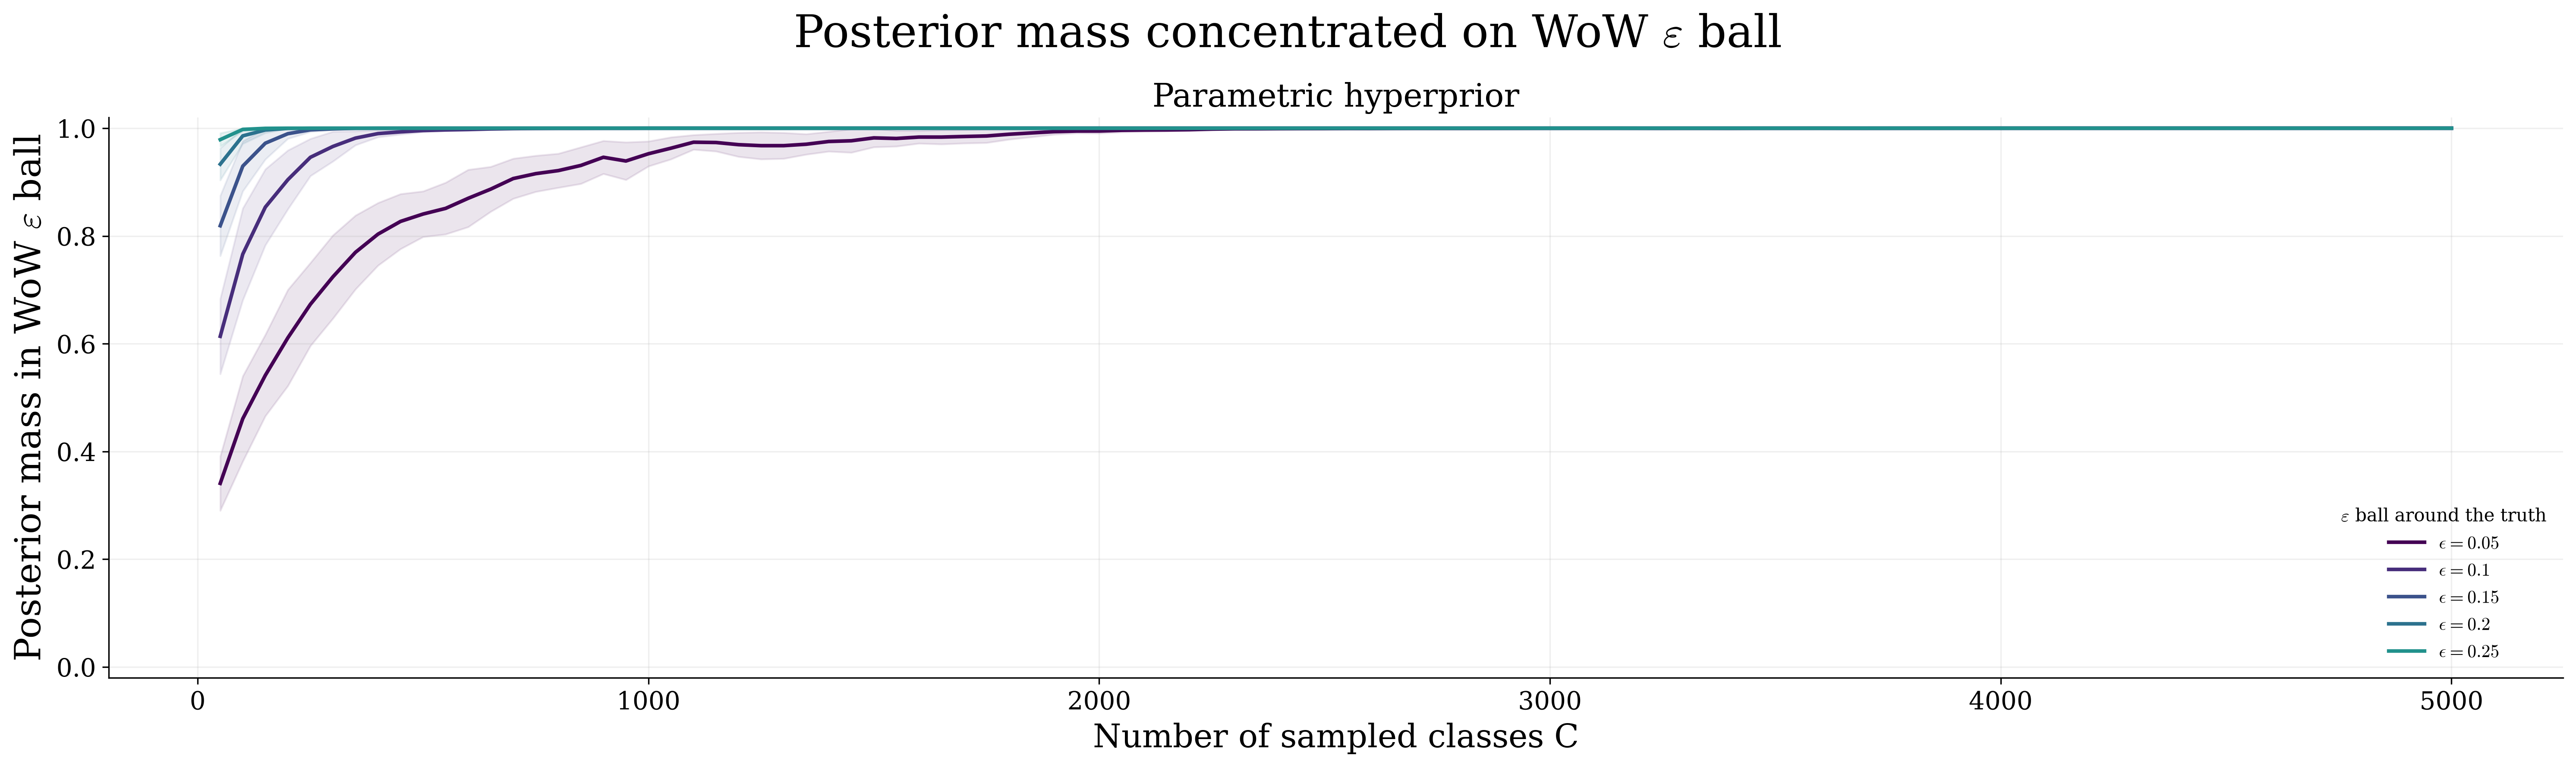 Posterior mass concentrated on WoW ε ball
Parametric hyperprior
Posterior mass in WoW ε ball
1.0
0.8
0.6
0.4
0.2
0.0
ε ball around the truth
ϵ = 0.05
ϵ = 0.1
ϵ = 0.15
ϵ = 0.2
ϵ = 0.25
0 1000 2000 3000 4000 5000
Number of sampled classes C